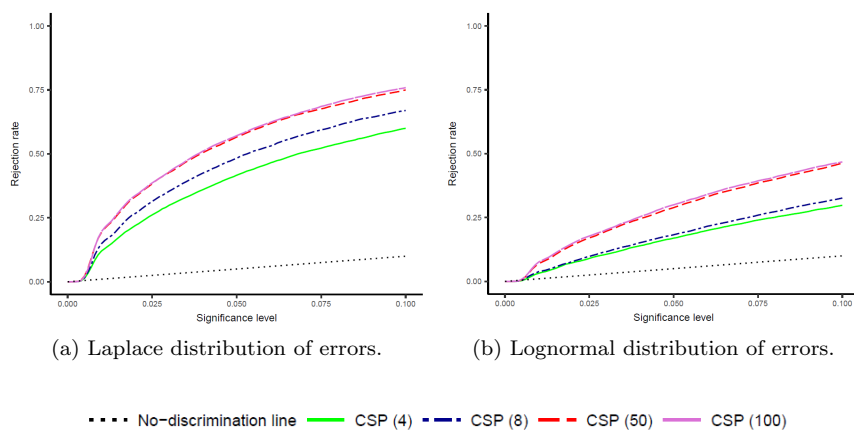 1.00
0.75
0.50
0.25
0.00
Rejection rate
0.000 0.025 0.050 0.075 0.100
Significance level
(a) Laplace distribution of errors.
1.00
0.75
0.50
0.25
0.00
Rejection rate
0.000 0.025 0.050 0.075 0.100
Significance level
(b) Lognormal distribution of errors.
No−discrimination line CSP (4) CSP (8) CSP (50) CSP (100)